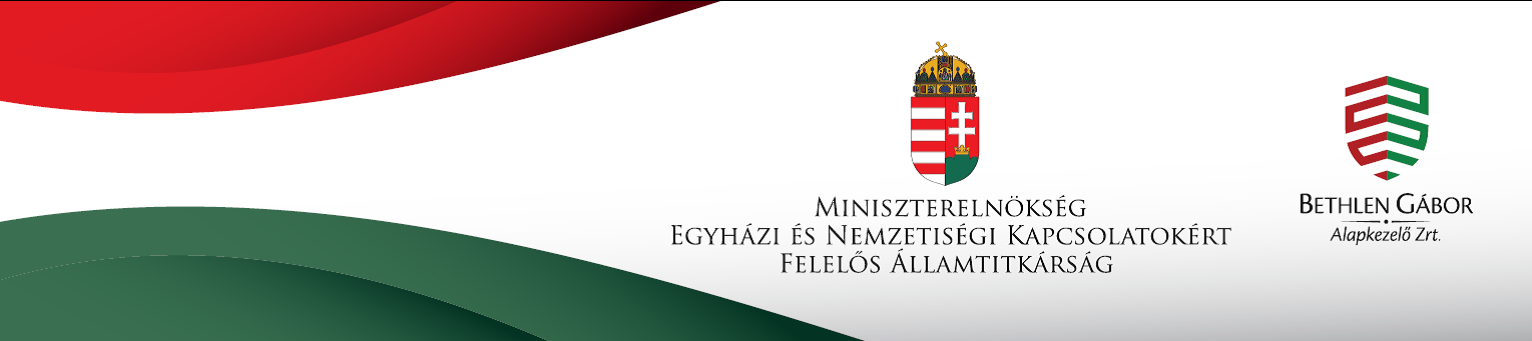 MINISZTERELNÖKSÉG
EGYHÁZI ÉS NEMZETISÉGI KAPCSOLATOKÉRT
FELELŐS ÁLLAMTITKÁRSÁG
BETHLEN GÁBOR
Alapkezelő Zrt.